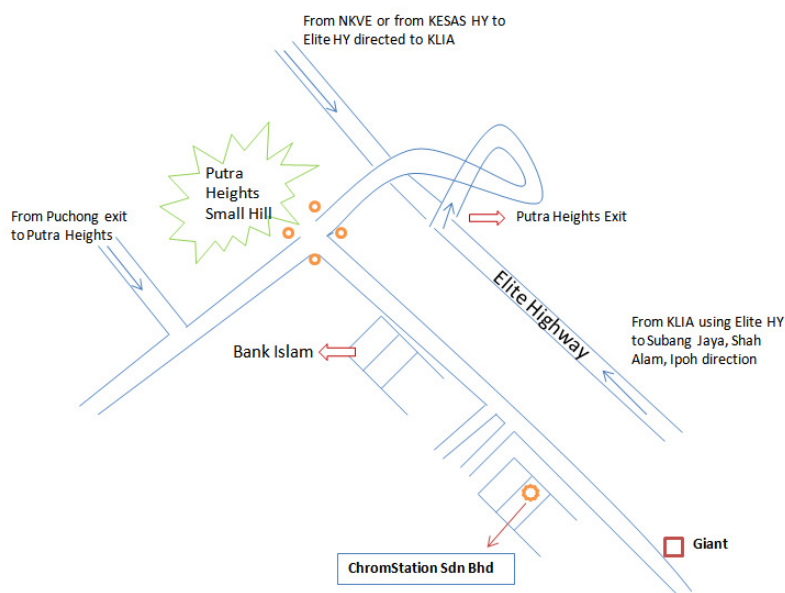 From NKVE or from KESAS HY to
Elite HY directed to KLIA
Putra
Heights
Small Hill
From Puchong exit
to Putra Heights
Putra Heights Exit
Elite Highway
From KLIA using Elite HY
to Subang Jaya, Shah
Alam, Ipoh direction
Bank Islam
Giant
ChromStation Sdn Bhd